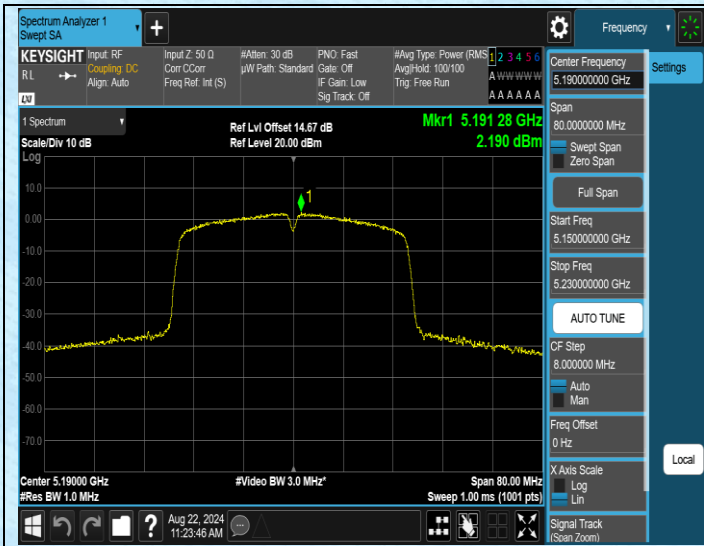 Spectrum Analyzer 1
Swept SA
+
Frequency
KEYSIGHT
RL
LXI
Input: RF
Coupling: DC
Align: Auto
Input Z: 50 Ω
Corr CCorr
Freq Ref: Int (S)
#Atten: 30 dB
µW Path: Standard
PNO: Fast
Gate: Off
IF Gain: Low
Sig Track: Off
#Avg Type: Power (RMS
Avg|Hold: 100/100
Trig: Free Run
1 2 3 4 5 6
A W W W W W
A A A A A A
1 Spectrum
Scale/Div 10 dB
Log
Ref Lvl Offset 14.67 dB
Ref Level 20.00 dBm
Mkr1 5.191 28 GHz
2.190 dBm
1
10.0
0.00
-10.0
-20.0
-30.0
-40.0
-50.0
-60.0
-70.0
Center 5.19000 GHz
#Res BW 1.0 MHz
#Video BW 3.0 MHz*
Span 80.00 MHz
Sweep 1.00 ms (1001 pts)
Center Frequency
5.190000000 GHz
Settings
Span
80.0000000 MHz
Swept Span
Zero Span
Full Span
Start Freq
5.150000000 GHz
Stop Freq
5.230000000 GHz
AUTO TUNE
CF Step
8.000000 MHz
Auto
Man
Freq Offset
0 Hz
X Axis Scale
Log
Lin
Local
Signal Track
(Span Zoom)
?
Aug 22, 2024
11:23:46 AM